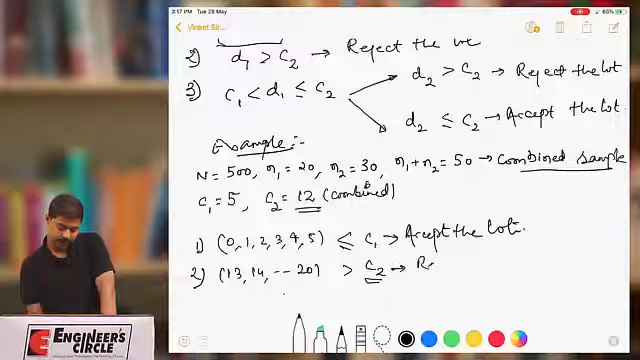 3:17 PM Tue 28 May
65%
Vineet Sir...
2) d₁ > C₂ → Reject the
3) C₁ < d₁ ≤ C₂
d₂ > C₂ → Reject the lot
d₂ ≤ C₂ → Accept the lot.
Example:-
N = 500, n₁ = 20, n₂ = 30, n₁ + n₂ = 50 → Combined sample
C₁ = 5, C₂ = 12 (combined)
1) (0, 1, 2, 3, 4, 5) ≤ C₁ → Accept the lot.
2) (13, 14, -- 20) > C₂ → R
ENGINEER'S
CIRCLE